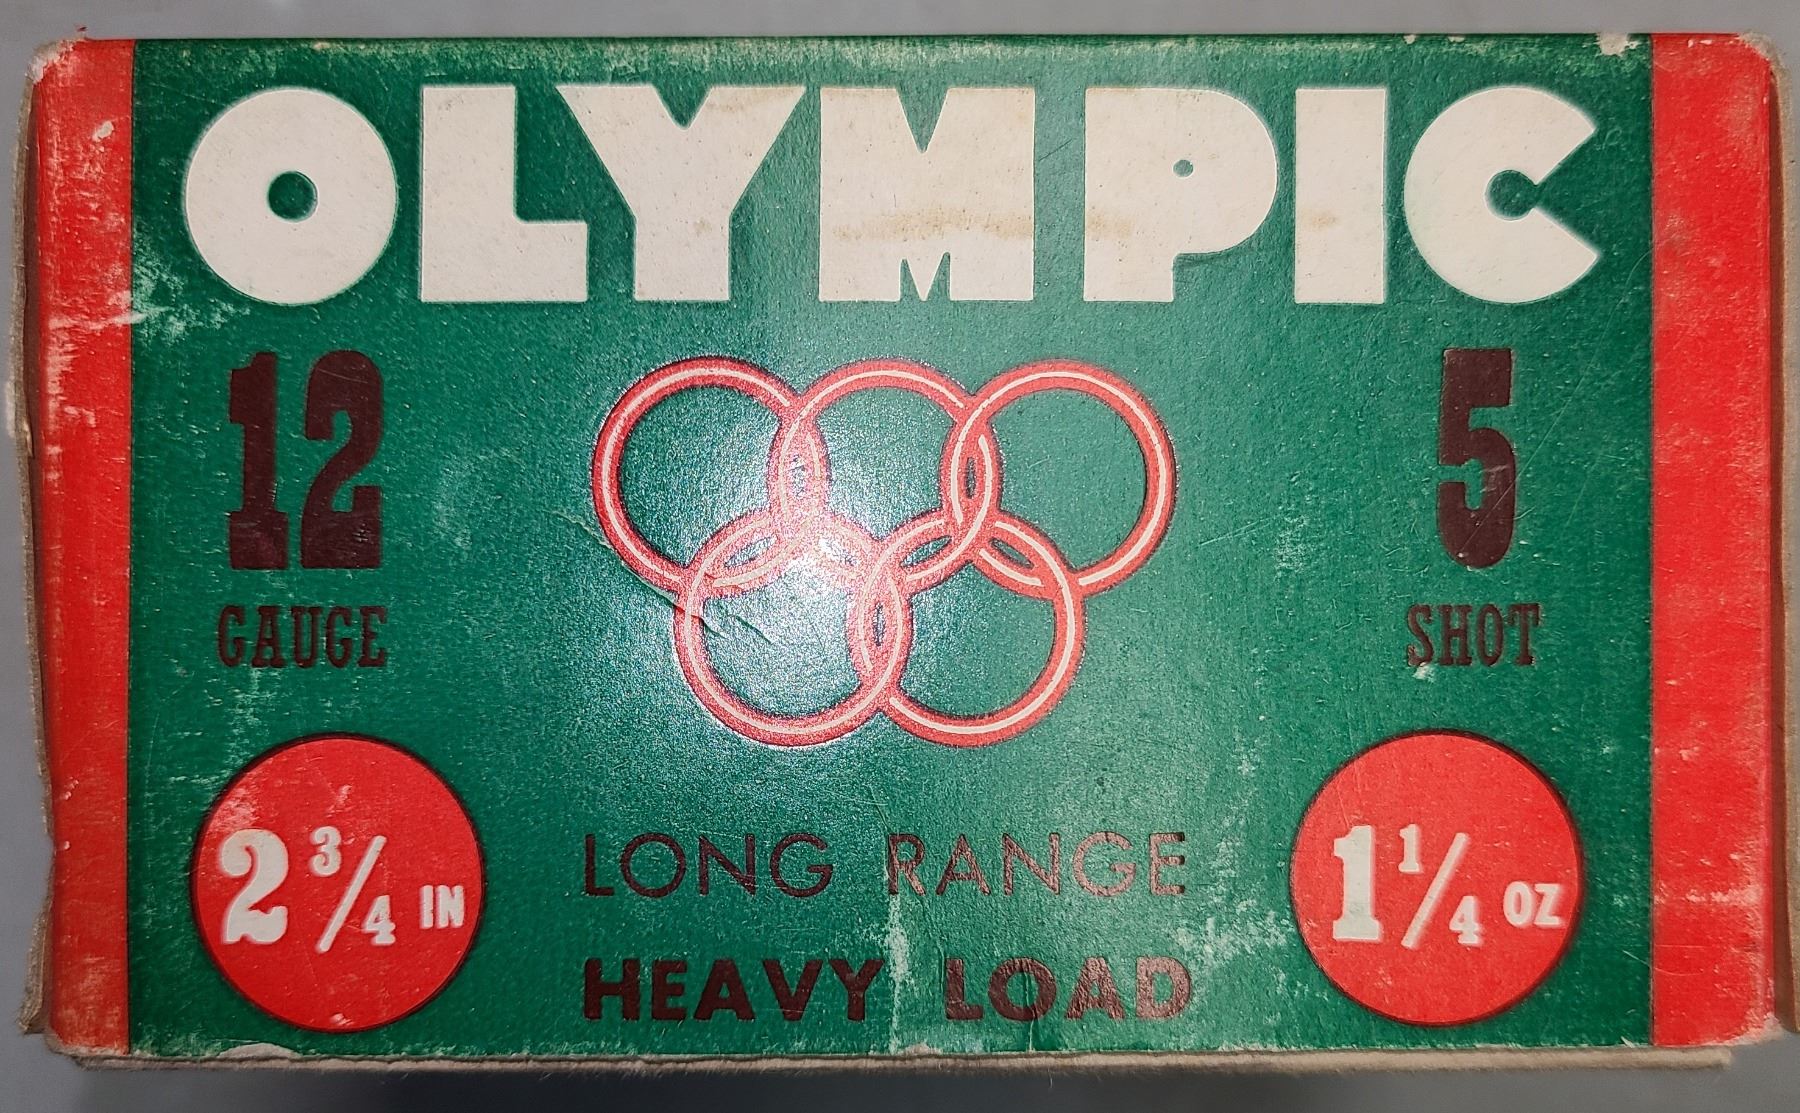 OLYMPIC
12 GAUGE
5 SHOT
2 3/4 IN
LONG RANGE
HEAVY LOAD
1 1/4 OZ